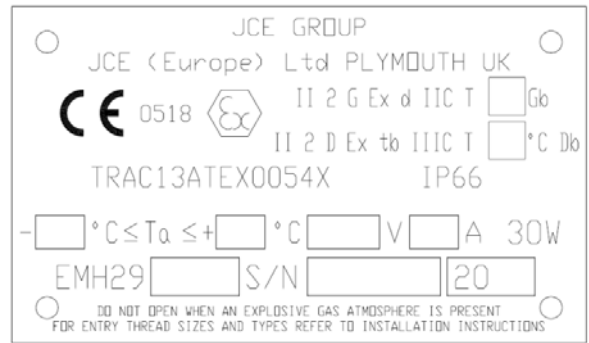 JCE GROUP
JCE (Europe) Ltd PLYMOUTH UK
CE 0518 Ex II 2 G Ex d IIC T Gb
II 2 D Ex tb IIIC T °C Db
TRAC13ATEX0054X IP66
- °C≤Ta ≤+ °C V A 30W
EMH29 S/N 20
DO NOT OPEN WHEN AN EXPLOSIVE GAS ATMOSPHERE IS PRESENT
FOR ENTRY THREAD SIZES AND TYPES REFER TO INSTALLATION INSTRUCTIONS